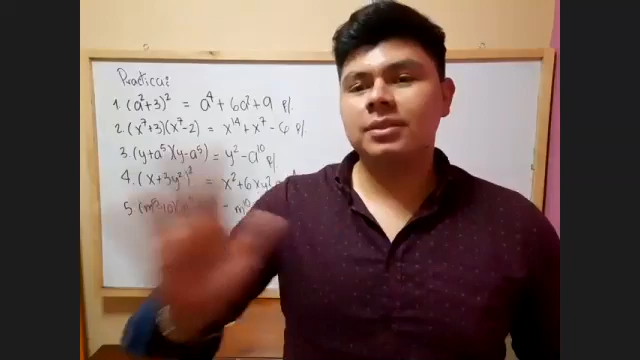 Practica:
1. (a²+3)² = a⁴ + 6a² + 9 R/.
2. (x⁷+3)(x⁷-2) = x¹⁴ + x⁷ - 6 R/.
3. (y+a⁵)(y-a⁵) = y² - a¹⁰ R/.
4. (x+3y²)² = x² + 6xy²
5.